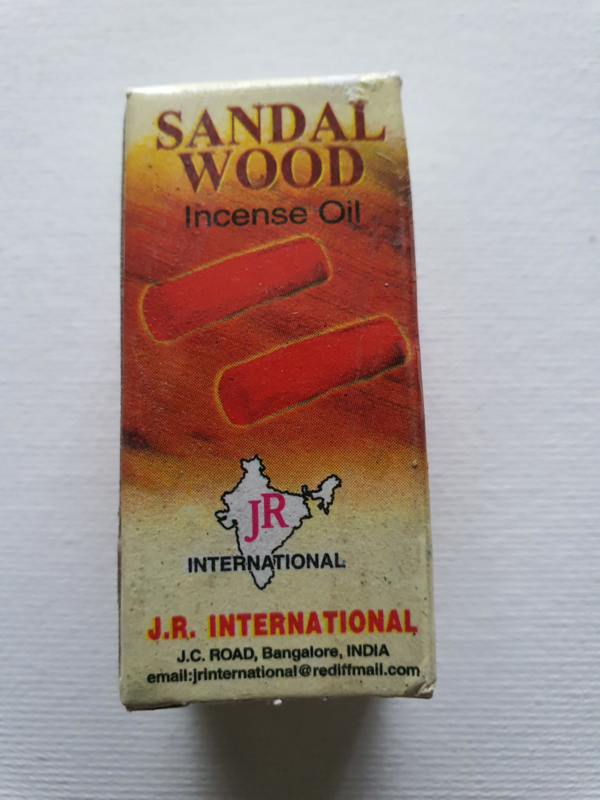 SANDAL
WOOD
Incense Oil
JR
INTERNATIONAL
J.R. INTERNATIONAL
J.C. ROAD, Bangalore, INDIA
email:jrinternational@rediffmail.com